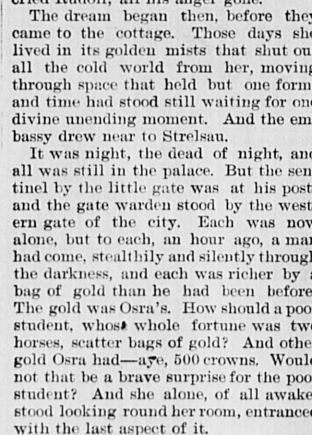 cried Rudolf, all his anger gone.
The dream began then, before they
came to the cottage. Those days she
lived in its golden mists that shut out
all the cold world from her, moving
through space that held but one form
and time had stood still waiting for one
divine unending moment. And the em-
bassy drew near to Strelsau.
It was night, the dead of night, and
all was still in the palace. But the sen-
tinel by the little gate was at his post
and the gate warden stood by the west-
ern gate of the city. Each was now
alone, but to each, an hour ago, a man
had come, stealthily and silently through
the darkness, and each was richer by a
bag of gold than he had been before.
The gold was Osra's. How should a poor
student, whose whole fortune was two
horses, scatter bags of gold? And other
gold Osra had—aye, 500 crowns. Would
not that be a brave surprise for the poor
student? And she alone, of all awake,
stood looking round her room, entranced
with the last aspect of it.